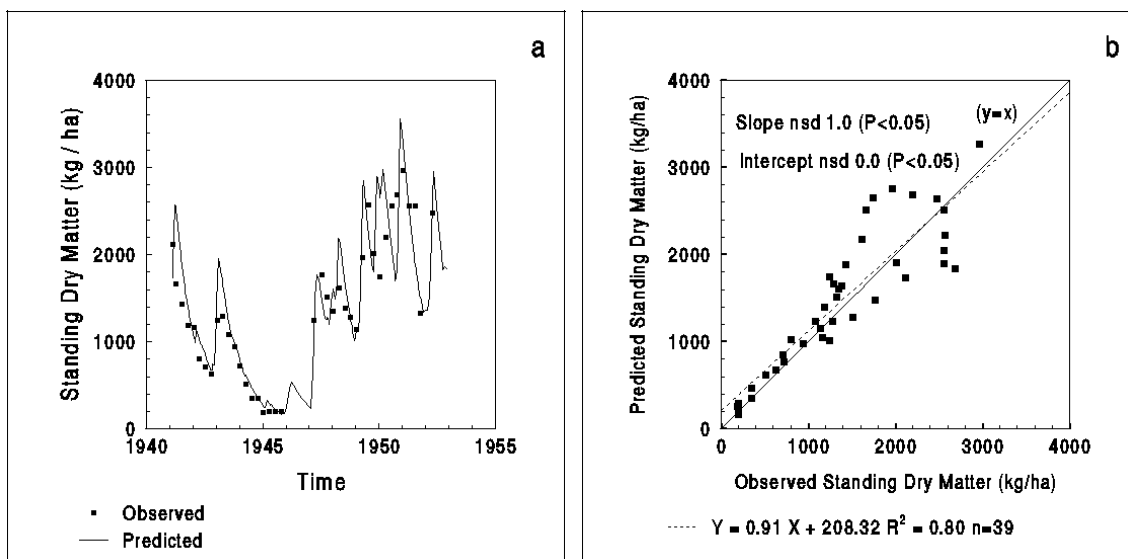 a
Standing Dry Matter (kg / ha)
4000
3000
2000
1000
0
1940
1945
1950
1955
Time
Observed
Predicted
b
Predicted Standing Dry Matter (kg/ha)
4000
3000
2000
1000
0
Slope nsd 1.0 (P<0.05)
(y=x)
Intercept nsd 0.0 (P<0.05)
0
1000
2000
3000
4000
Observed Standing Dry Matter (kg/ha)
Y = 0.91 X + 208.32 R² = 0.80 n=39